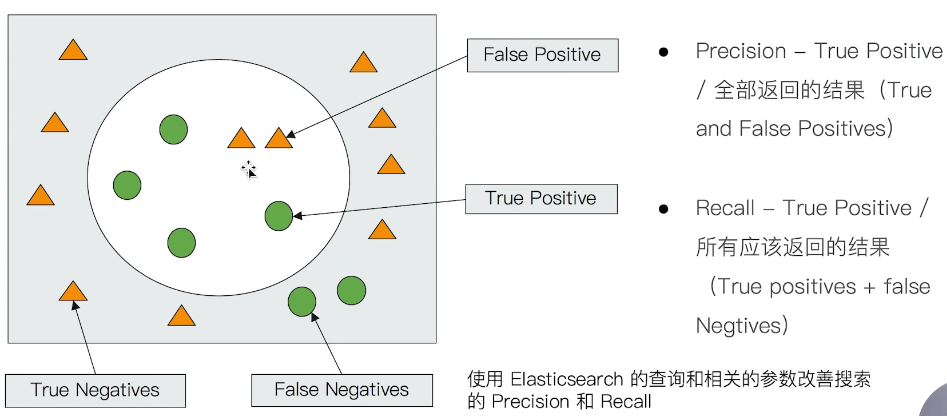 False Positive
True Positive
True Negatives
False Negatives
● Precision – True Positive
/ 全部返回的结果（True
and False Positives）
● Recall – True Positive /
所有应该返回的结果
（True positives + false
Negtives）
使用 Elasticsearch 的查询和相关的参数改善搜索
的 Precision 和 Recall